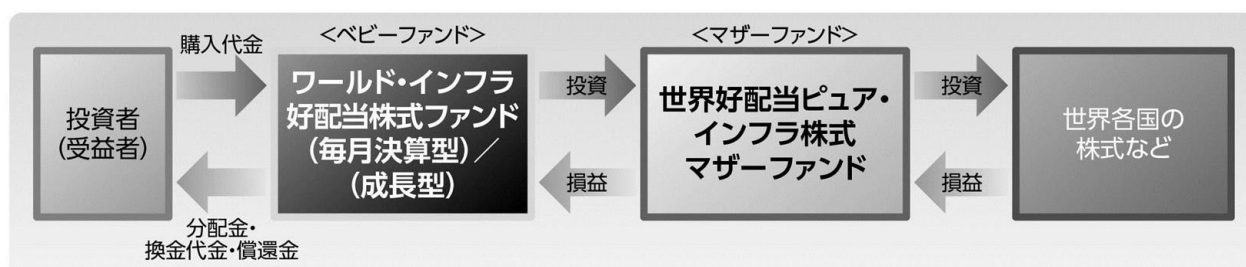 購入代金
<ベビーファンド>
<マザーファンド>
投資者
(受益者)
ワールド・インフラ
好配当株式ファンド
(毎月決算型)/
(成長型)
投資
損益
世界好配当ピュア・
インフラ株式
マザーファンド
投資
損益
世界各国の
株式など
分配金・
換金代金・償還金